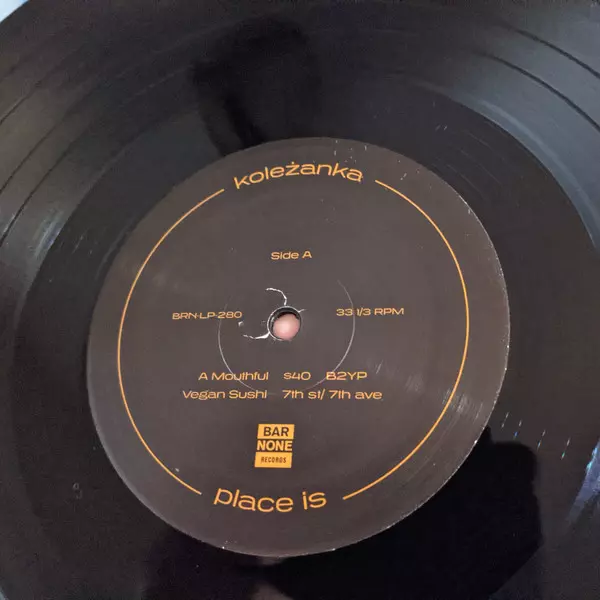 koleżanka
Side A
BRN-LP-280 33 1/3 RPM
A Mouthful $40 B2YP
Vegan Sushi 7th st/ 7th ave
BAR
NONE
RECORDS
place is